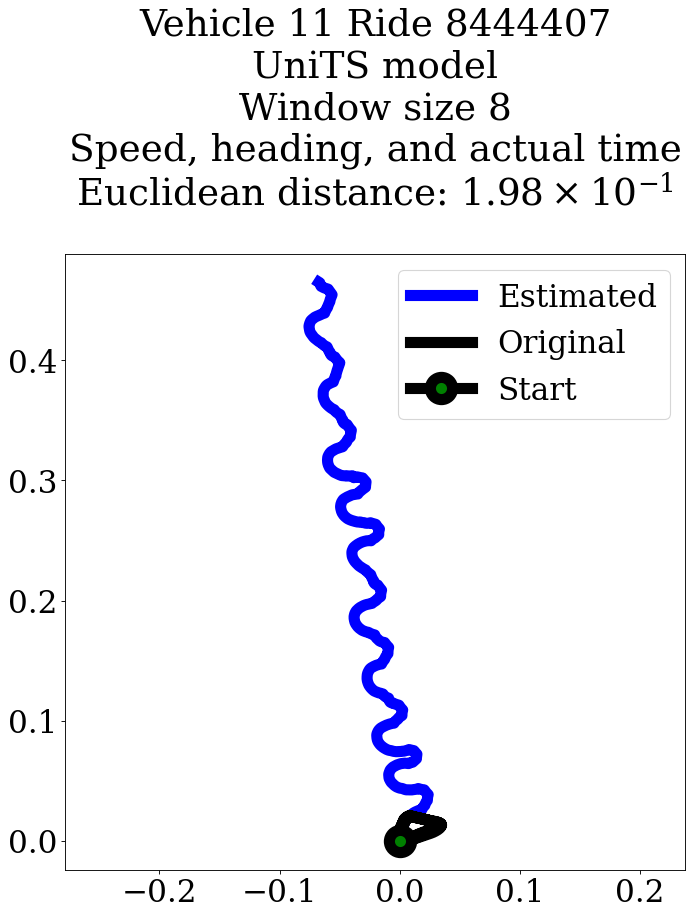 Vehicle 11 Ride 8444407
UniTS model
Window size 8
Speed, heading, and actual time
Euclidean distance: 1.98 × 10⁻¹
Estimated
Original
Start
0.4
0.3
0.2
0.1
0.0
−0.2 −0.1 0.0 0.1 0.2